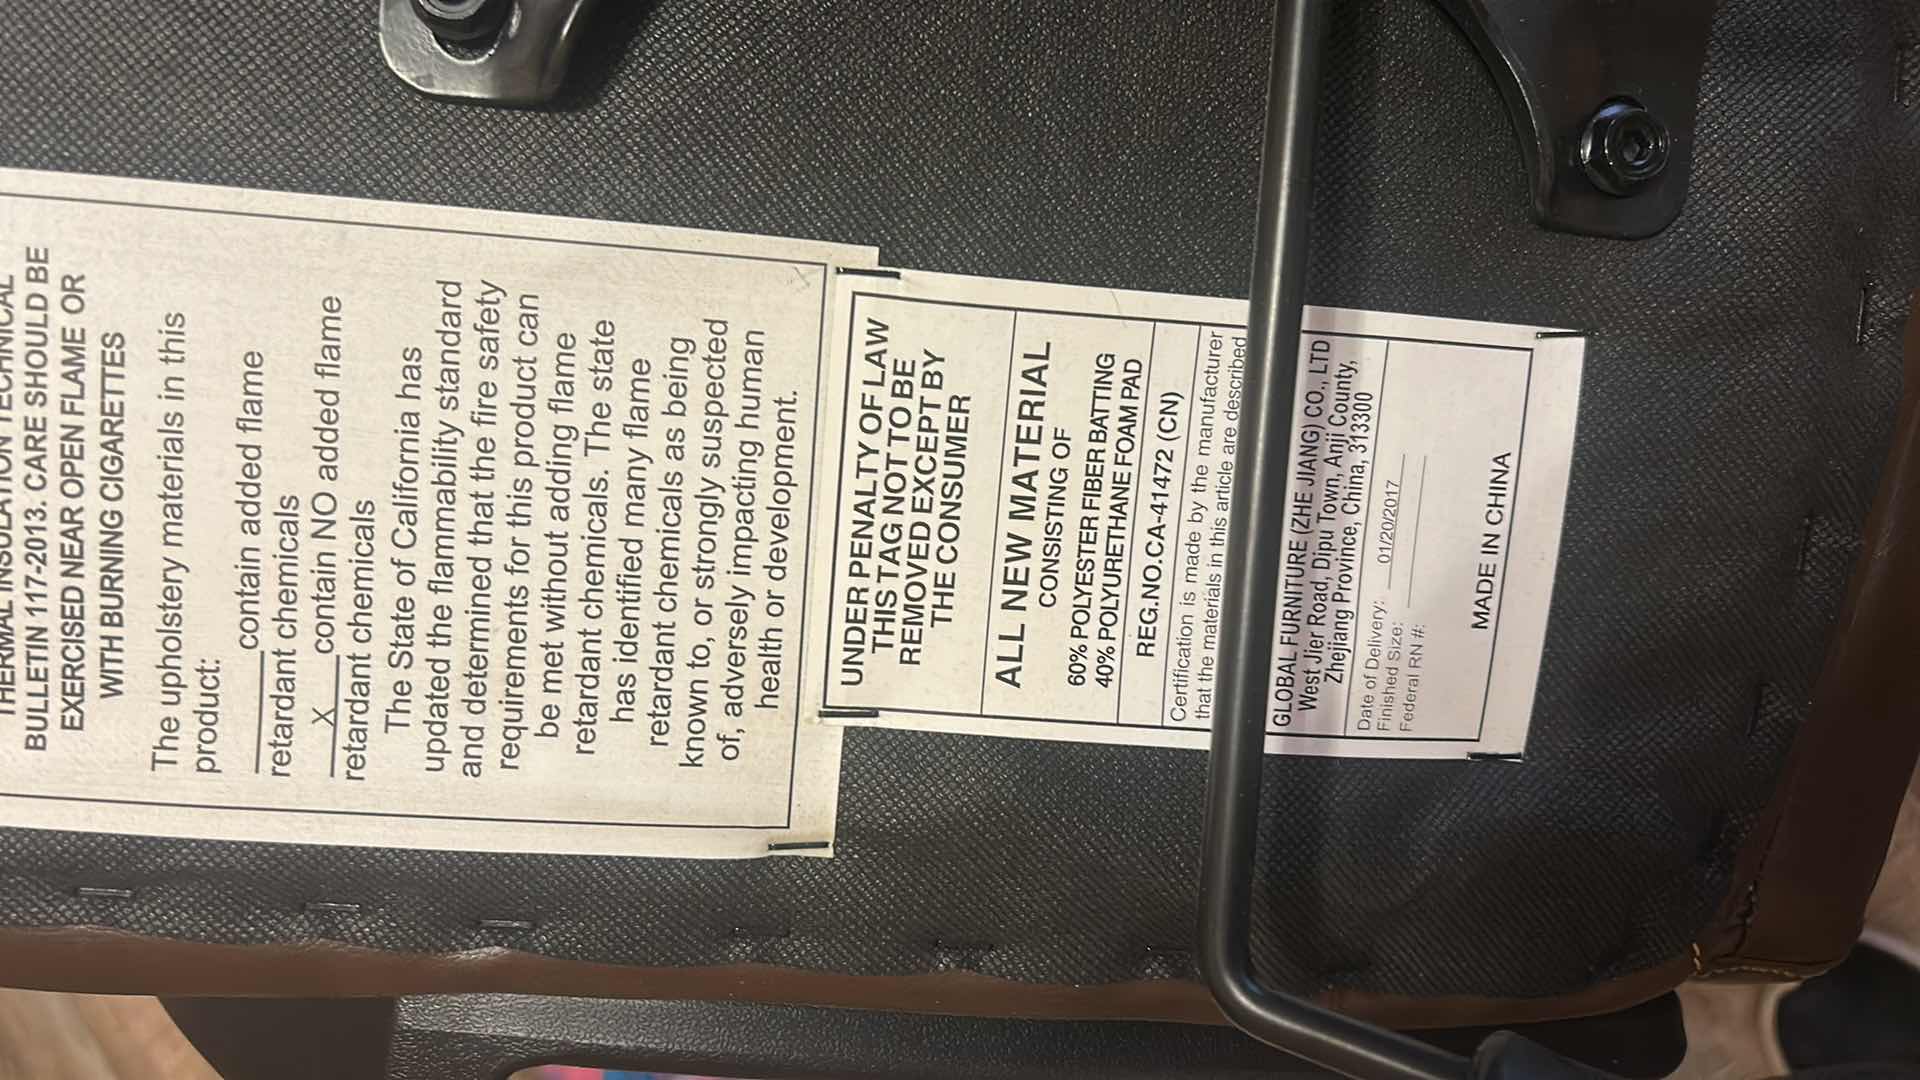 THERMAL INSULATION TECHNICAL
BULLETIN 117-2013. CARE SHOULD BE
EXERCISED NEAR OPEN FLAME OR
WITH BURNING CIGARETTES
The upholstery materials in this
product:
_____contain added flame
retardant chemicals
__X__contain NO added flame
retardant chemicals
The State of California has
updated the flammability standard
and determined that the fire safety
requirements for this product can
be met without adding flame
retardant chemicals. The state
has identified many flame
retardant chemicals as being
known to, or strongly suspected
of, adversely impacting human
health or development.
UNDER PENALTY OF LAW
THIS TAG NOT TO BE
REMOVED EXCEPT BY
THE CONSUMER
ALL NEW MATERIAL
CONSISTING OF
60% POLYESTER FIBER BATTING
40% POLYURETHANE FOAM PAD
REG.NO.CA-41472 (CN)
Certification is made by the manufacturer
that the materials in this article are described
GLOBAL FURNITURE (ZHE JIANG) CO., LTD
West Jier Road, Dipu Town, Anji County,
Zhejiang Province, China, 313300
Date of Delivery: 01/20/2017
Finished Size:
Federal RN #:
MADE IN CHINA